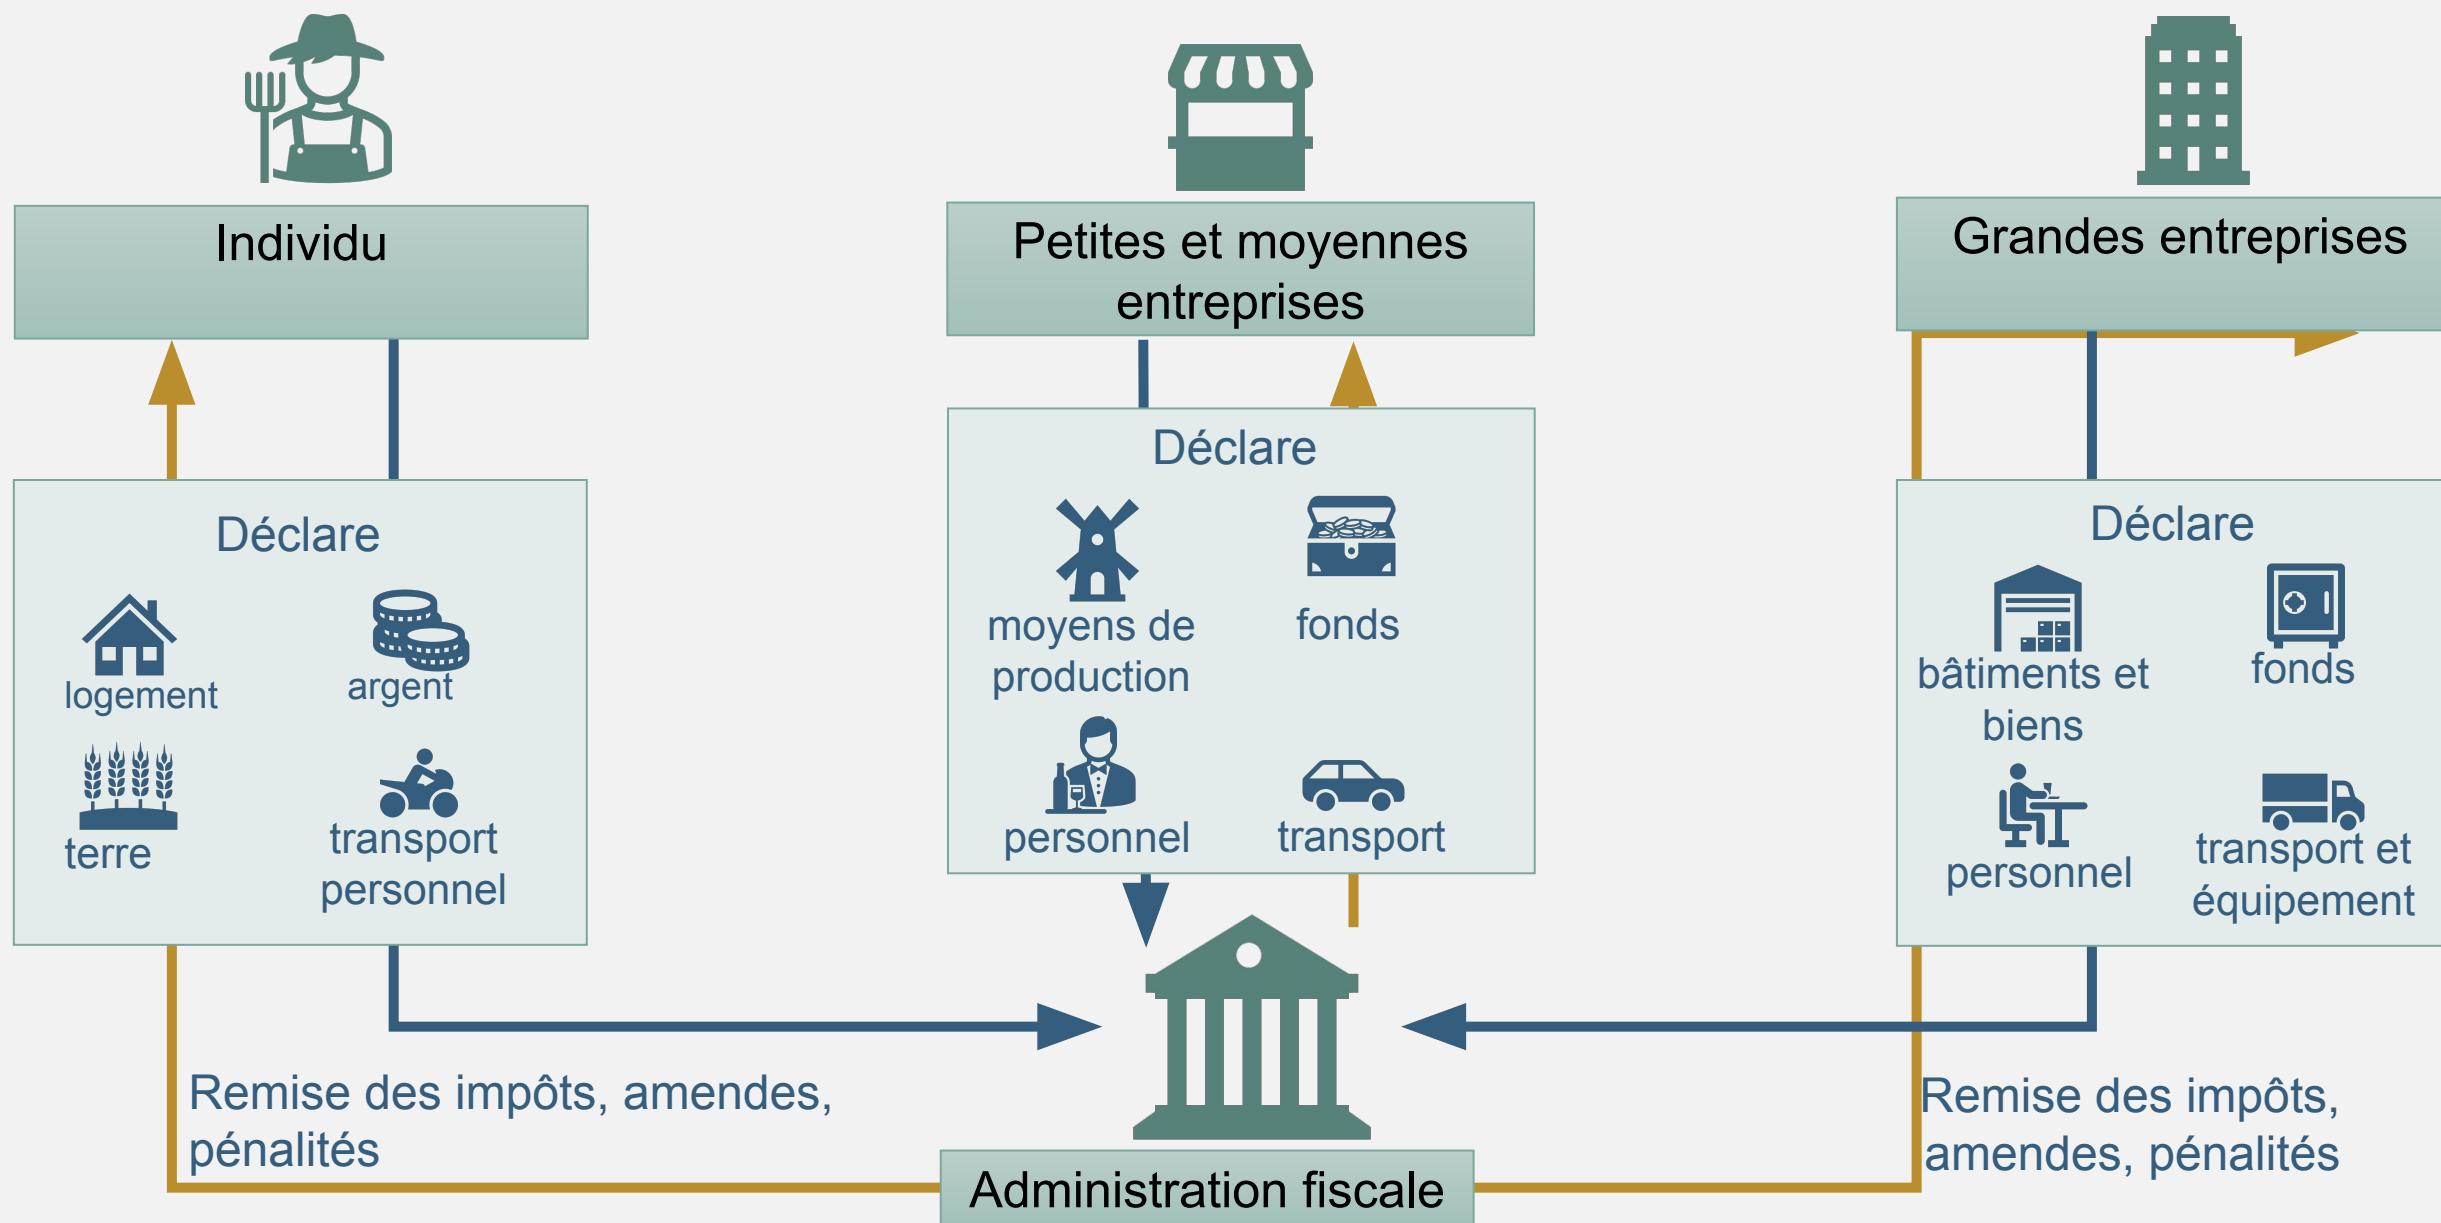 Individu
Petites et moyennes
entreprises
Grandes entreprises
Déclare
logement
argent
terre
transport
personnel
Déclare
moyens de
production
fonds
personnel
transport
Déclare
bâtiments et
biens
fonds
personnel
transport et
équipement
Remise des impôts, amendes,
pénalités
Remise des impôts,
amendes, pénalités
Administration fiscale